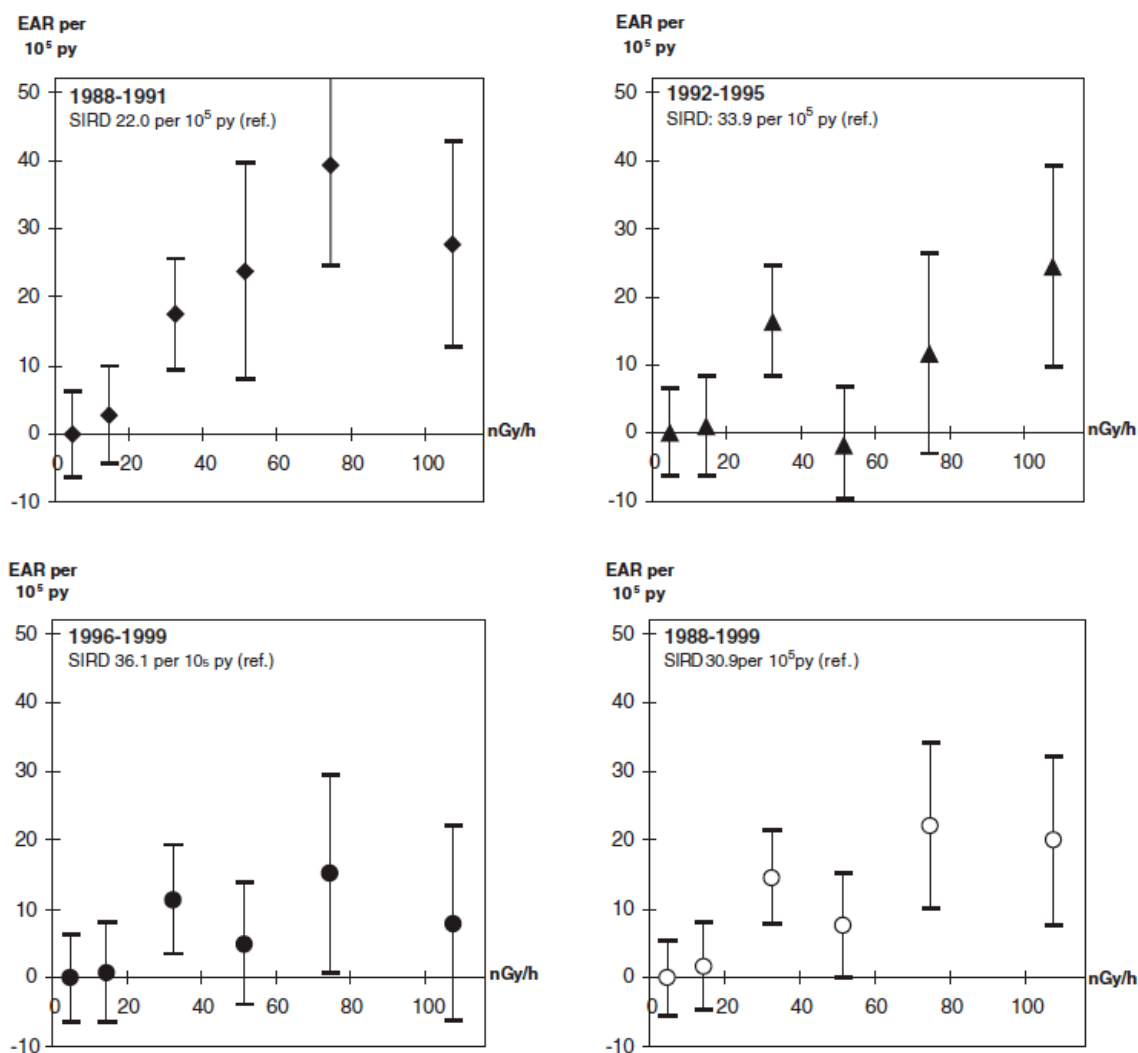 EAR per
10⁵ py
1988-1991
SIRD 22.0 per 10⁵ py (ref.)
50
40
30
20
10
0
-10
0 20 40 60 80 100
nGy/h
EAR per
10⁵ py
1992-1995
SIRD: 33.9 per 10⁵ py (ref.)
50
40
30
20
10
0
-10
0 20 40 60 80 100
nGy/h
EAR per
10⁵ py
1996-1999
SIRD 36.1 per 10₅ py (ref.)
50
40
30
20
10
0
-10
0 20 40 60 80 100
nGy/h
EAR per
10⁵ py
1988-1999
SIRD30.9per 10⁵py (ref.)
50
40
30
20
10
0
-10
0 20 40 60 80 100
nGy/h